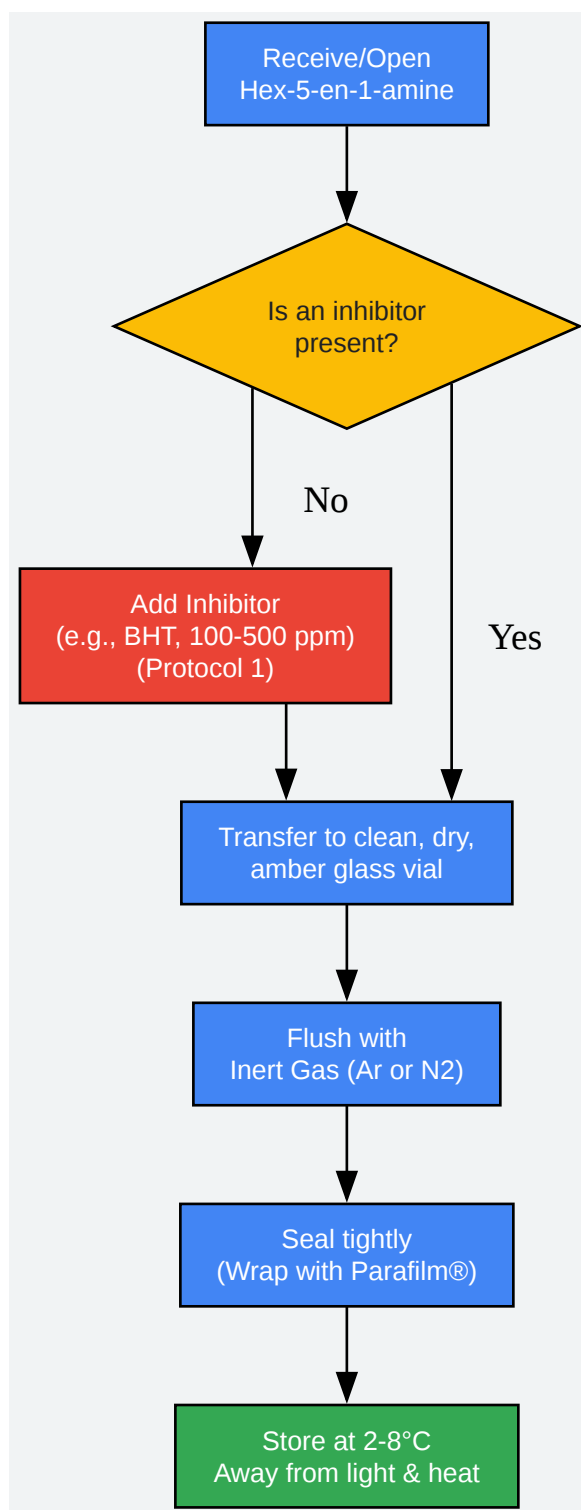 Receive/Open
Hex-5-en-1-amine
Is an inhibitor
present?
No
Add Inhibitor
(e.g., BHT, 100-500 ppm)
(Protocol 1)
Yes
Transfer to clean, dry,
amber glass vial
Flush with
Inert Gas (Ar or N2)
Seal tightly
(Wrap with Parafilm®)
Store at 2-8°C
Away from light & heat